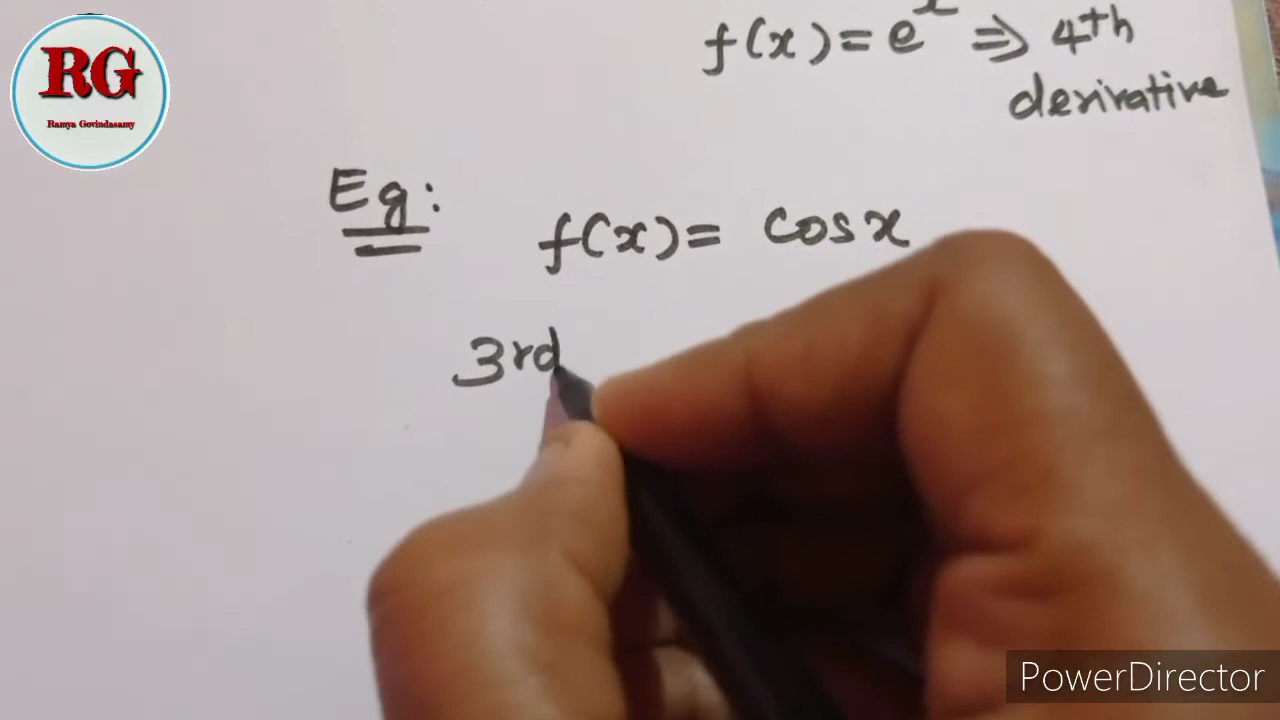 RG
Ramya Govindasamy
f(x) = e^x ⇒ 4th
derivative
Eg:
f(x) = cos x
3rd
PowerDirector